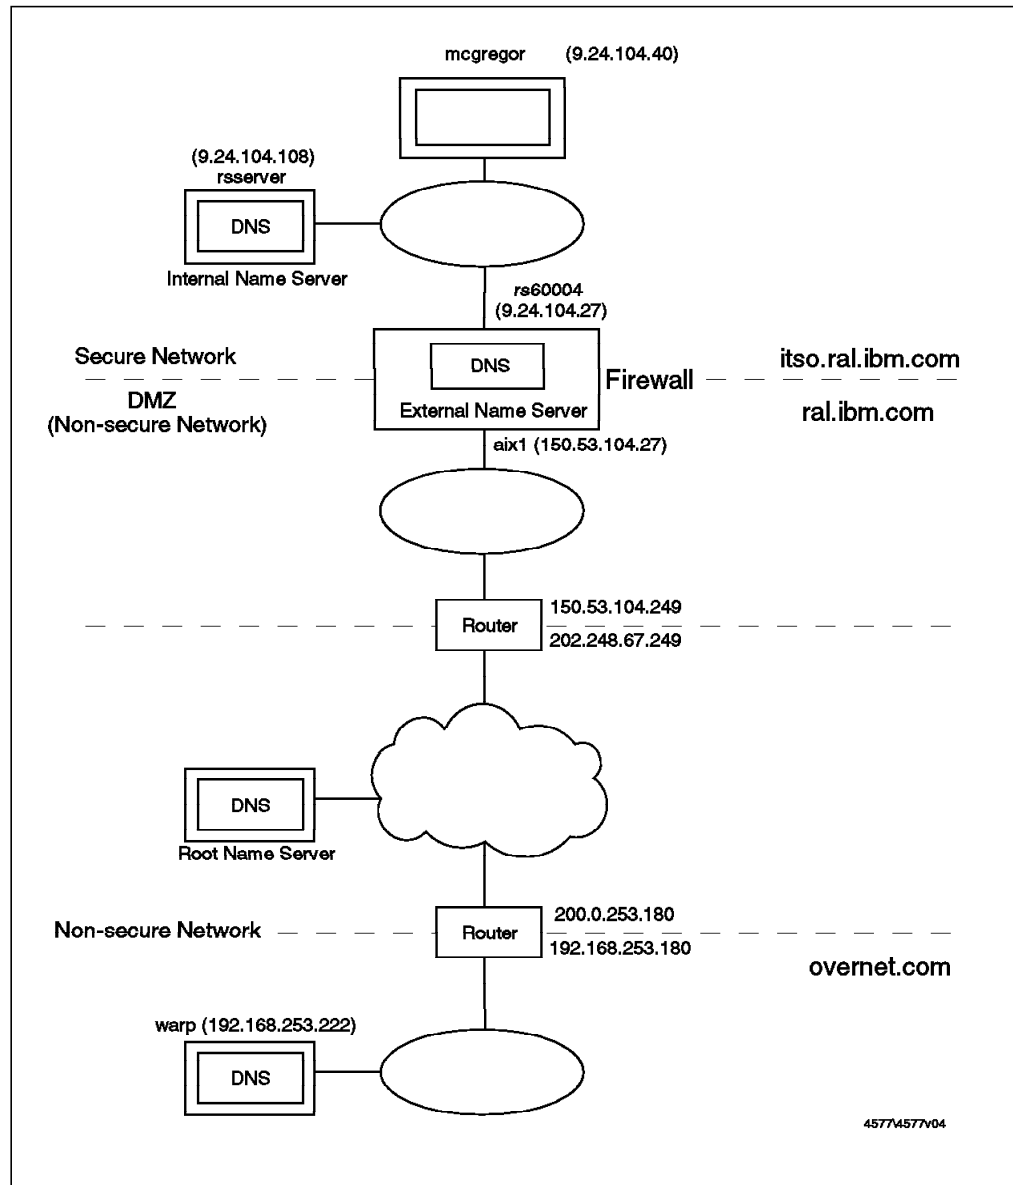 mcgregor (9.24.104.40)
(9.24.104.108)
rsserver
DNS
Internal Name Server
rs60004
(9.24.104.27)
Secure Network
DNS
Firewall
itso.ral.ibm.com
DMZ
(Non-secure Network)
External Name Server
ral.ibm.com
aix1 (150.53.104.27)
150.53.104.249
Router
202.248.67.249
DNS
Root Name Server
200.0.253.180
Non-secure Network
Router
192.168.253.180
overnet.com
warp (192.168.253.222)
DNS
4577\4577v04